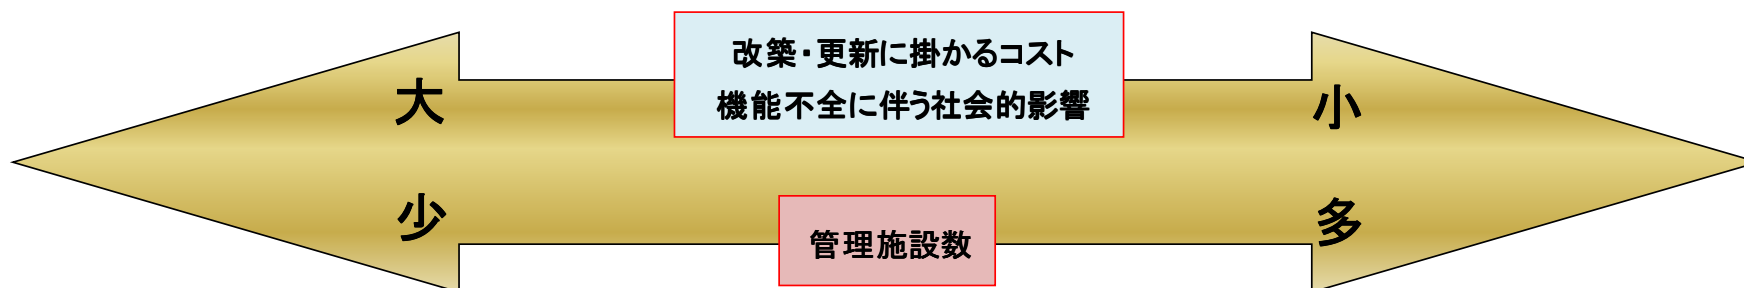 改築・更新に掛かるコスト
大
機能不全に伴う社会的影響
小
少
管理施設数
多